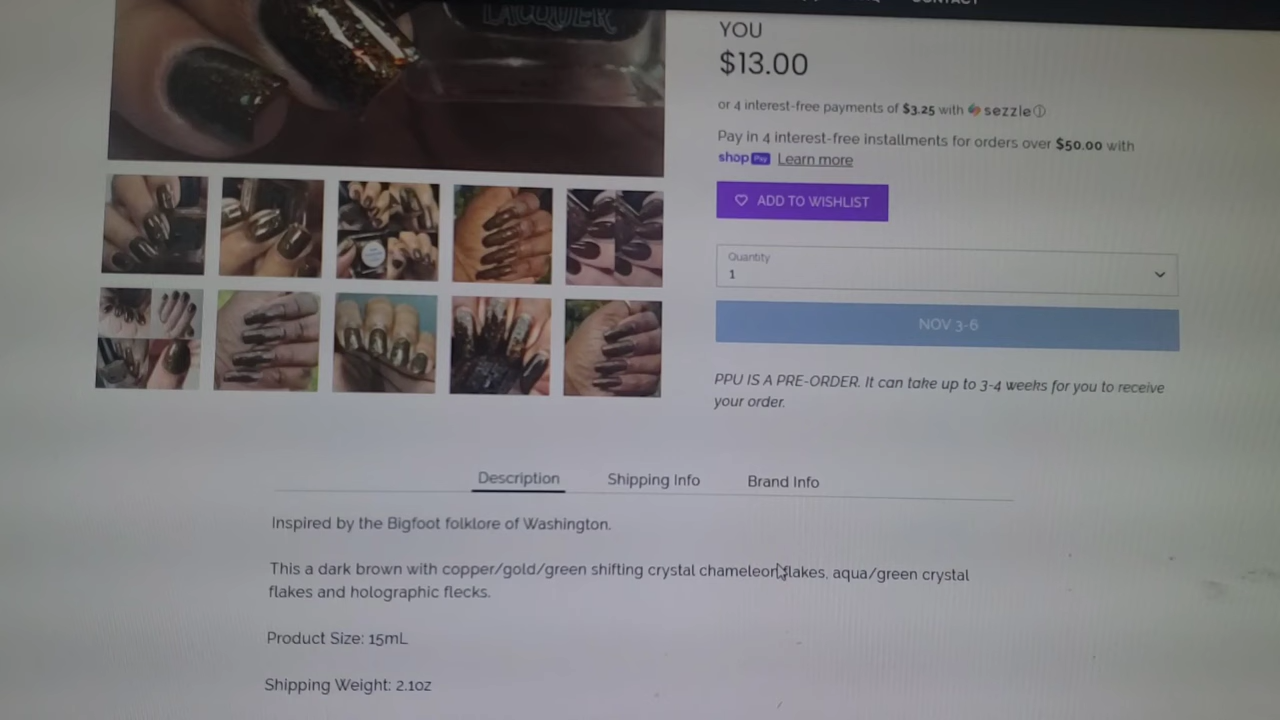 LACQUER
CONTACT
YOU
$13.00
or 4 interest-free payments of $3.25 with sezzle
Pay in 4 interest-free installments for orders over $50.00 with
shop Pay Learn more
ADD TO WISHLIST
Quantity
1
NOV 3-6
PPU IS A PRE-ORDER. It can take up to 3-4 weeks for you to receive
your order.
Description Shipping Info Brand Info
Inspired by the Bigfoot folklore of Washington.
This a dark brown with copper/gold/green shifting crystal chameleon flakes, aqua/green crystal
flakes and holographic flecks.
Product Size: 15mL
Shipping Weight: 2.1oz